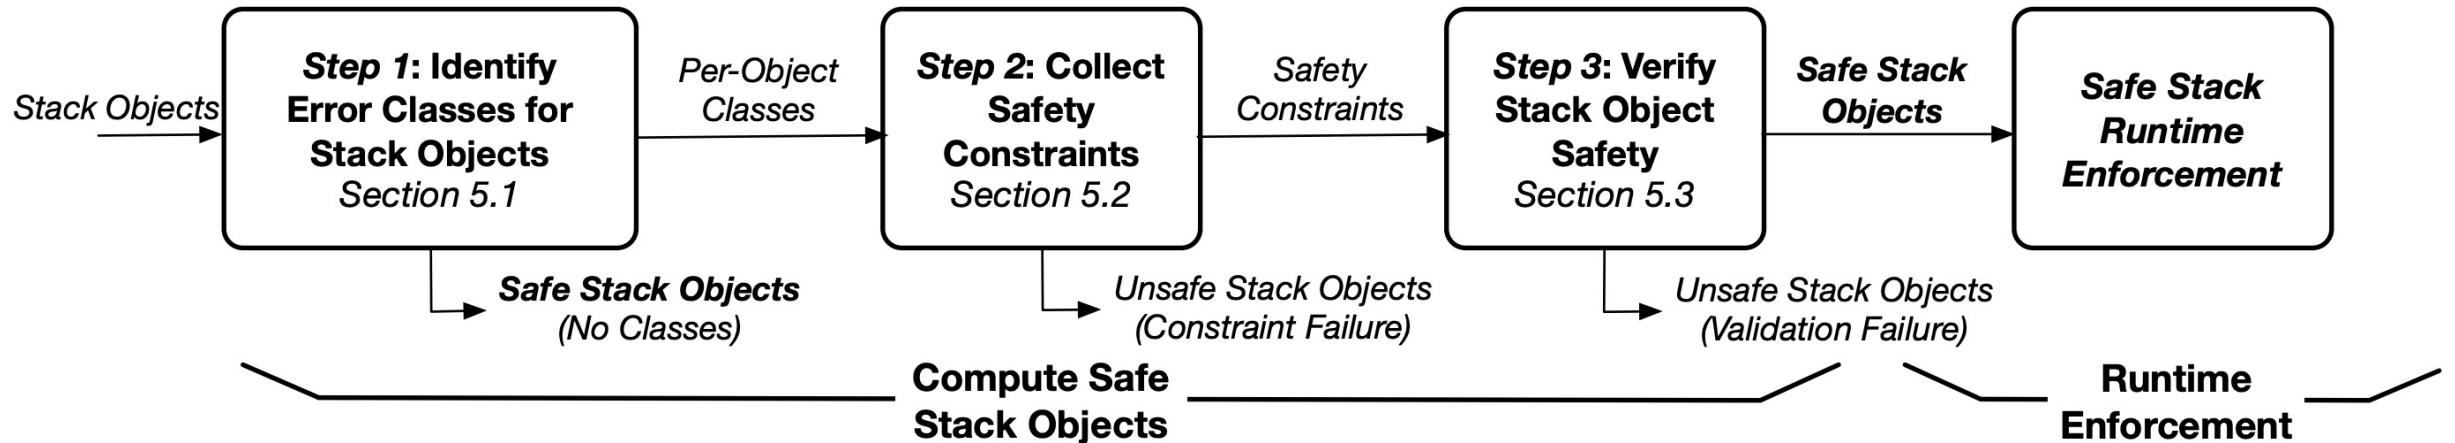 Stack Objects
Step 1: Identify
Error Classes for
Stack Objects
Section 5.1
Per-Object
Classes
Step 2: Collect
Safety
Constraints
Section 5.2
Safety
Constraints
Step 3: Verify
Stack Object
Safety
Section 5.3
Safe Stack
Objects
Safe Stack
Runtime
Enforcement
Safe Stack Objects
(No Classes)
Unsafe Stack Objects
(Constraint Failure)
Unsafe Stack Objects
(Validation Failure)
Compute Safe
Stack Objects
Runtime
Enforcement